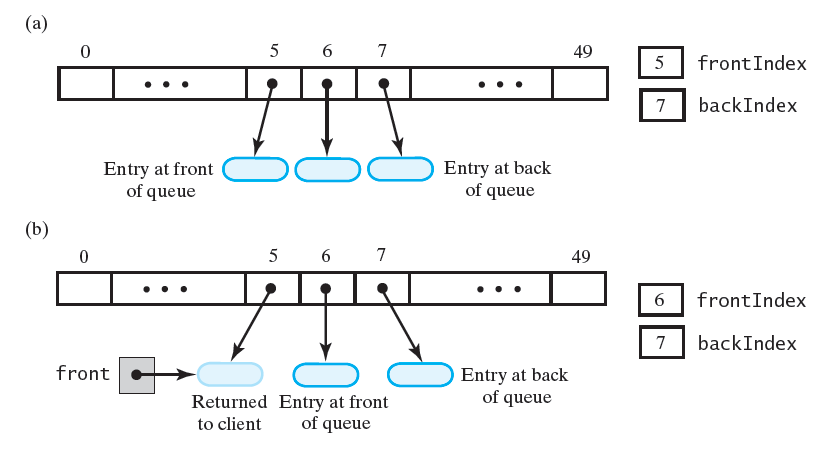 (a)
0 5 6 7 49
5 frontIndex
7 backIndex
Entry at front
of queue
Entry at back
of queue
(b)
0 5 6 7 49
6 frontIndex
7 backIndex
front
Returned
to client
Entry at front
of queue
Entry at back
of queue